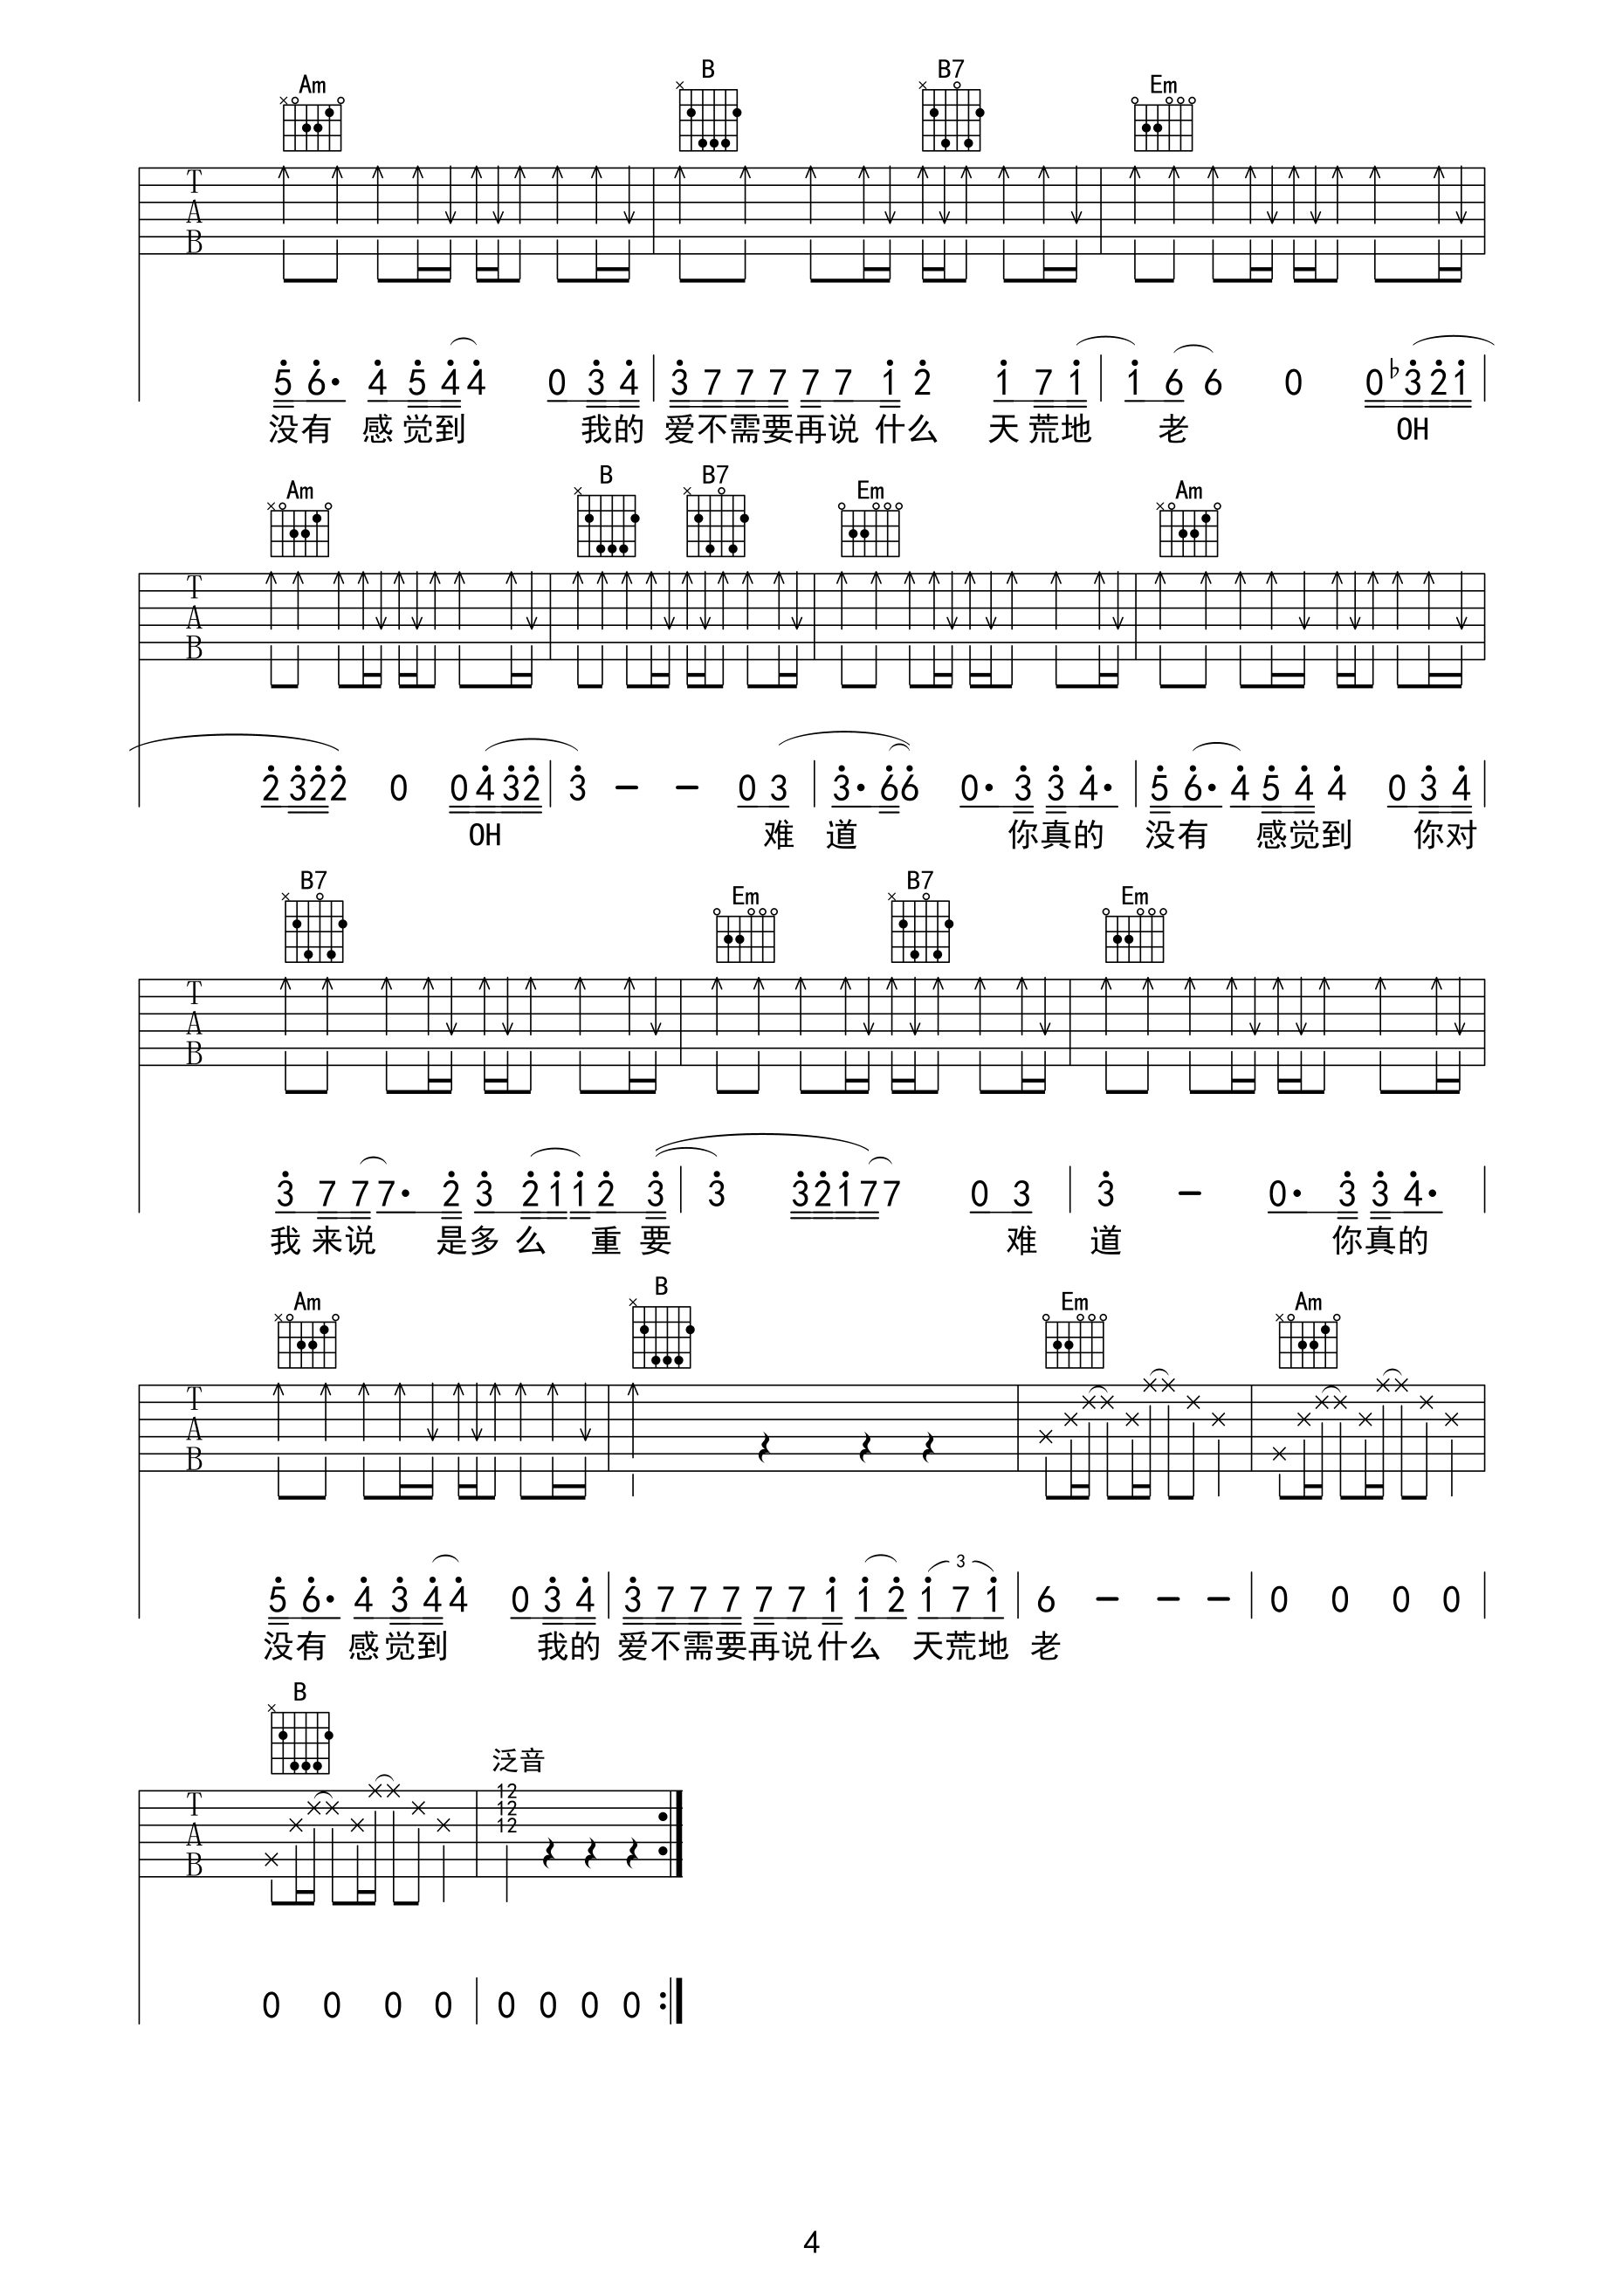 Am B B7 Em
T
A
B
5 6· 4 5 4 4 0 3 4 3 7 7 7 7 7 1 2 1 7 1 1 6 6 0 0 ♭3 2 1
没有 感觉到 我的 爱不需要再说 什么 天 荒地 老 OH
Am B B7 Em Am
T
A
B
2 3 2 2 0 0 4 3 2 3 - - 0 3 3· 6 6 0· 3 3 4· 5 6· 4 5 4 4 0 3 4
OH 难 道 你真的 没有 感觉到 你对
B7 Em B7 Em
T
A
B
3 7 7 7· 2 3 2 1 1 2 3 3 3 2 1 7 7 0 3 3 - 0· 3 3 4·
我 来说 是多 么 重 要 难 道 你真的
Am B Em Am
T
A
B
3
5 6· 4 3 4 4 0 3 4 3 7 7 7 7 7 1 1 2 1 7 1 6 - - - 0 0 0 0
没有 感觉到 我的 爱不需要再说什么 天荒地 老
B
泛音
T
A
B
12
12
12
0 0 0 0 0 0 0 0
4